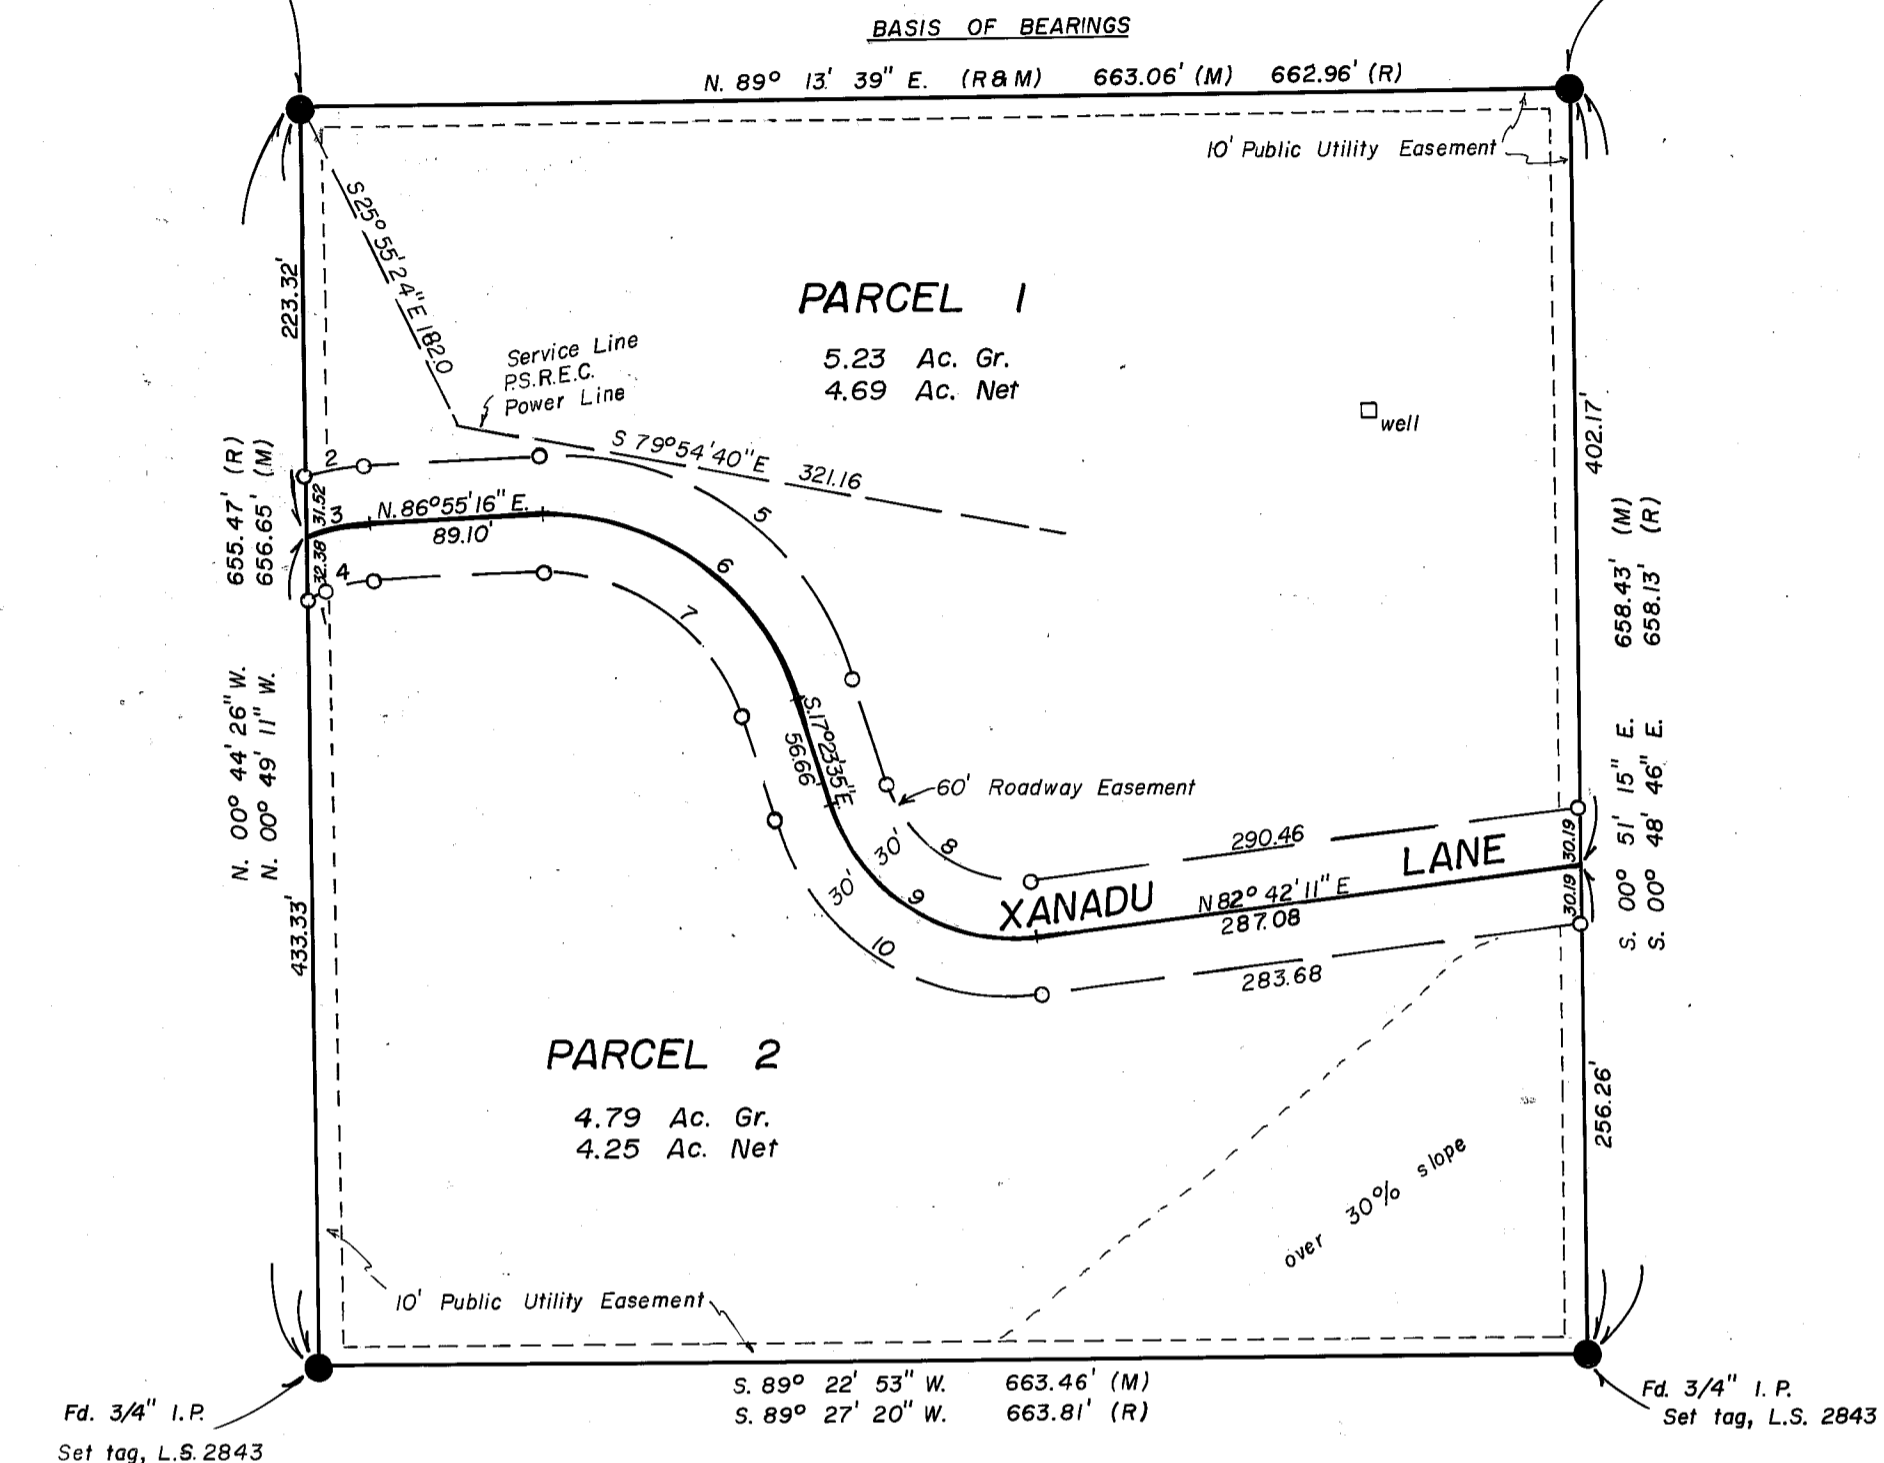 BASIS OF BEARINGS
N. 89° 13' 39" E. (R&M) 663.06' (M) 662.96' (R)
10' Public Utility Easement
S 25° 55' 24" E 182.0
223.32'
PARCEL 1
5.23 Ac. Gr.
4.69 Ac. Net
Service Line
P.S.R.E.C.
Power Line
well
402.17'
S 79° 54' 40" E 321.16
2
31.52
3
N. 86° 55' 16" E.
89.10'
32.38
4
5
6
7
655.47' (R)
656.65' (M)
N. 00° 44' 26" W.
N. 00° 49' 11" W.
658.43' (M)
658.13' (R)
S. 00° 51' 15" E.
S. 00° 48' 46" E.
S. 17° 23' 35" E.
56.66'
60' Roadway Easement
30'
30'
8
9
10
290.46
XANADU LANE
N 82° 42' 11" E
287.08
283.68
30.19
30.19
433.33'
PARCEL 2
4.79 Ac. Gr.
4.25 Ac. Net
256.26'
over 30% slope
10' Public Utility Easement
S. 89° 22' 53" W. 663.46' (M)
S. 89° 27' 20" W. 663.81' (R)
Fd. 3/4" I.P.
Set tag, L.S. 2843
Fd. 3/4" I. P.
Set tag, L.S. 2843